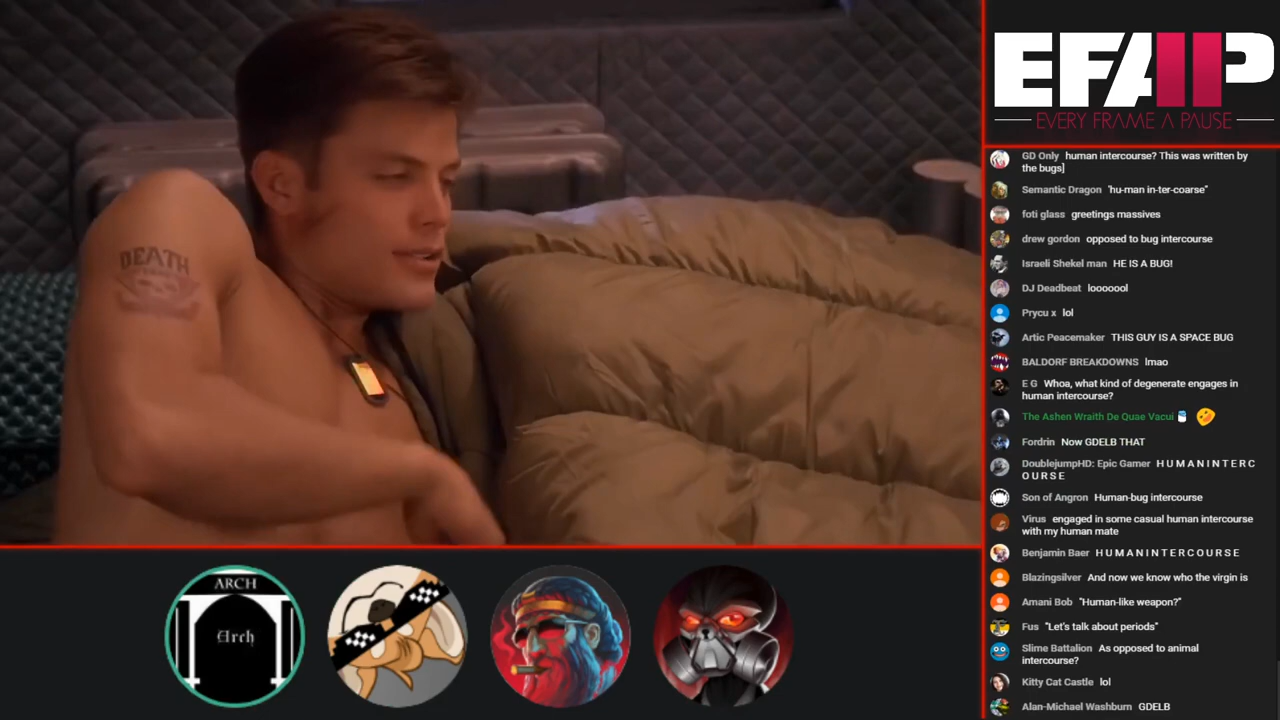 DEATH
EFAP
EVERY FRAME A PAUSE
GD Only human intercourse? This was written by
the bugs]
Semantic Dragon 'hu-man in-ter-coarse"
foti glass greetings massives
drew gordon opposed to bug intercourse
Israeli Shekel man HE IS A BUG!
DJ Deadbeat looooool
Prycu x lol
Artic Peacemaker THIS GUY IS A SPACE BUG
BALDORF BREAKDOWNS lmao
E G Whoa, what kind of degenerate engages in
human intercourse?
The Ashen Wraith De Quae Vacui
Fordrin Now GDELB THAT
DoublejumpHD: Epic Gamer H U M A N I N T E R C
O U R S E
Son of Angron Human-bug intercourse
Virus engaged in some casual human intercourse
with my human mate
Benjamin Baer H U M A N I N T E R C O U R S E
Blazingsilver And now we know who the virgin is
Amani Bob "Human-like weapon?"
Fus "Let's talk about periods"
Slime Battalion As opposed to animal
intercourse?
Kitty Cat Castle lol
Alan-Michael Washburn GDELB
ARCH
Arch